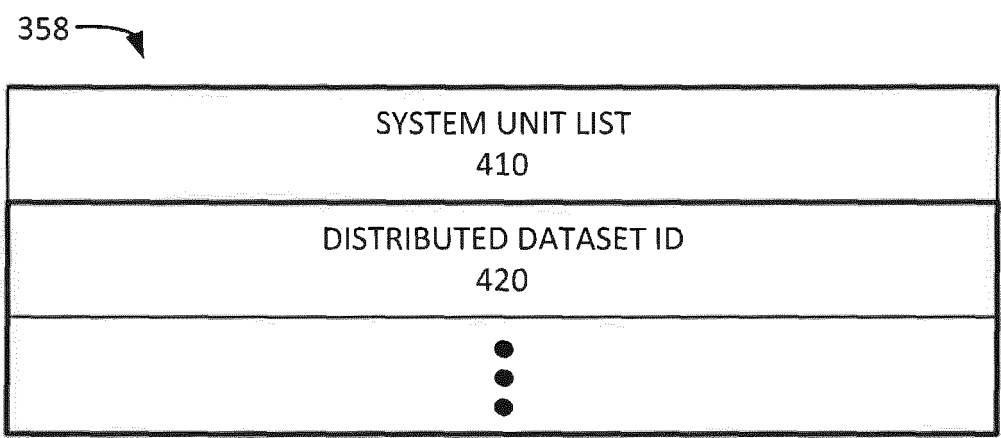 358
SYSTEM UNIT LIST
410
DISTRIBUTED DATASET ID
420